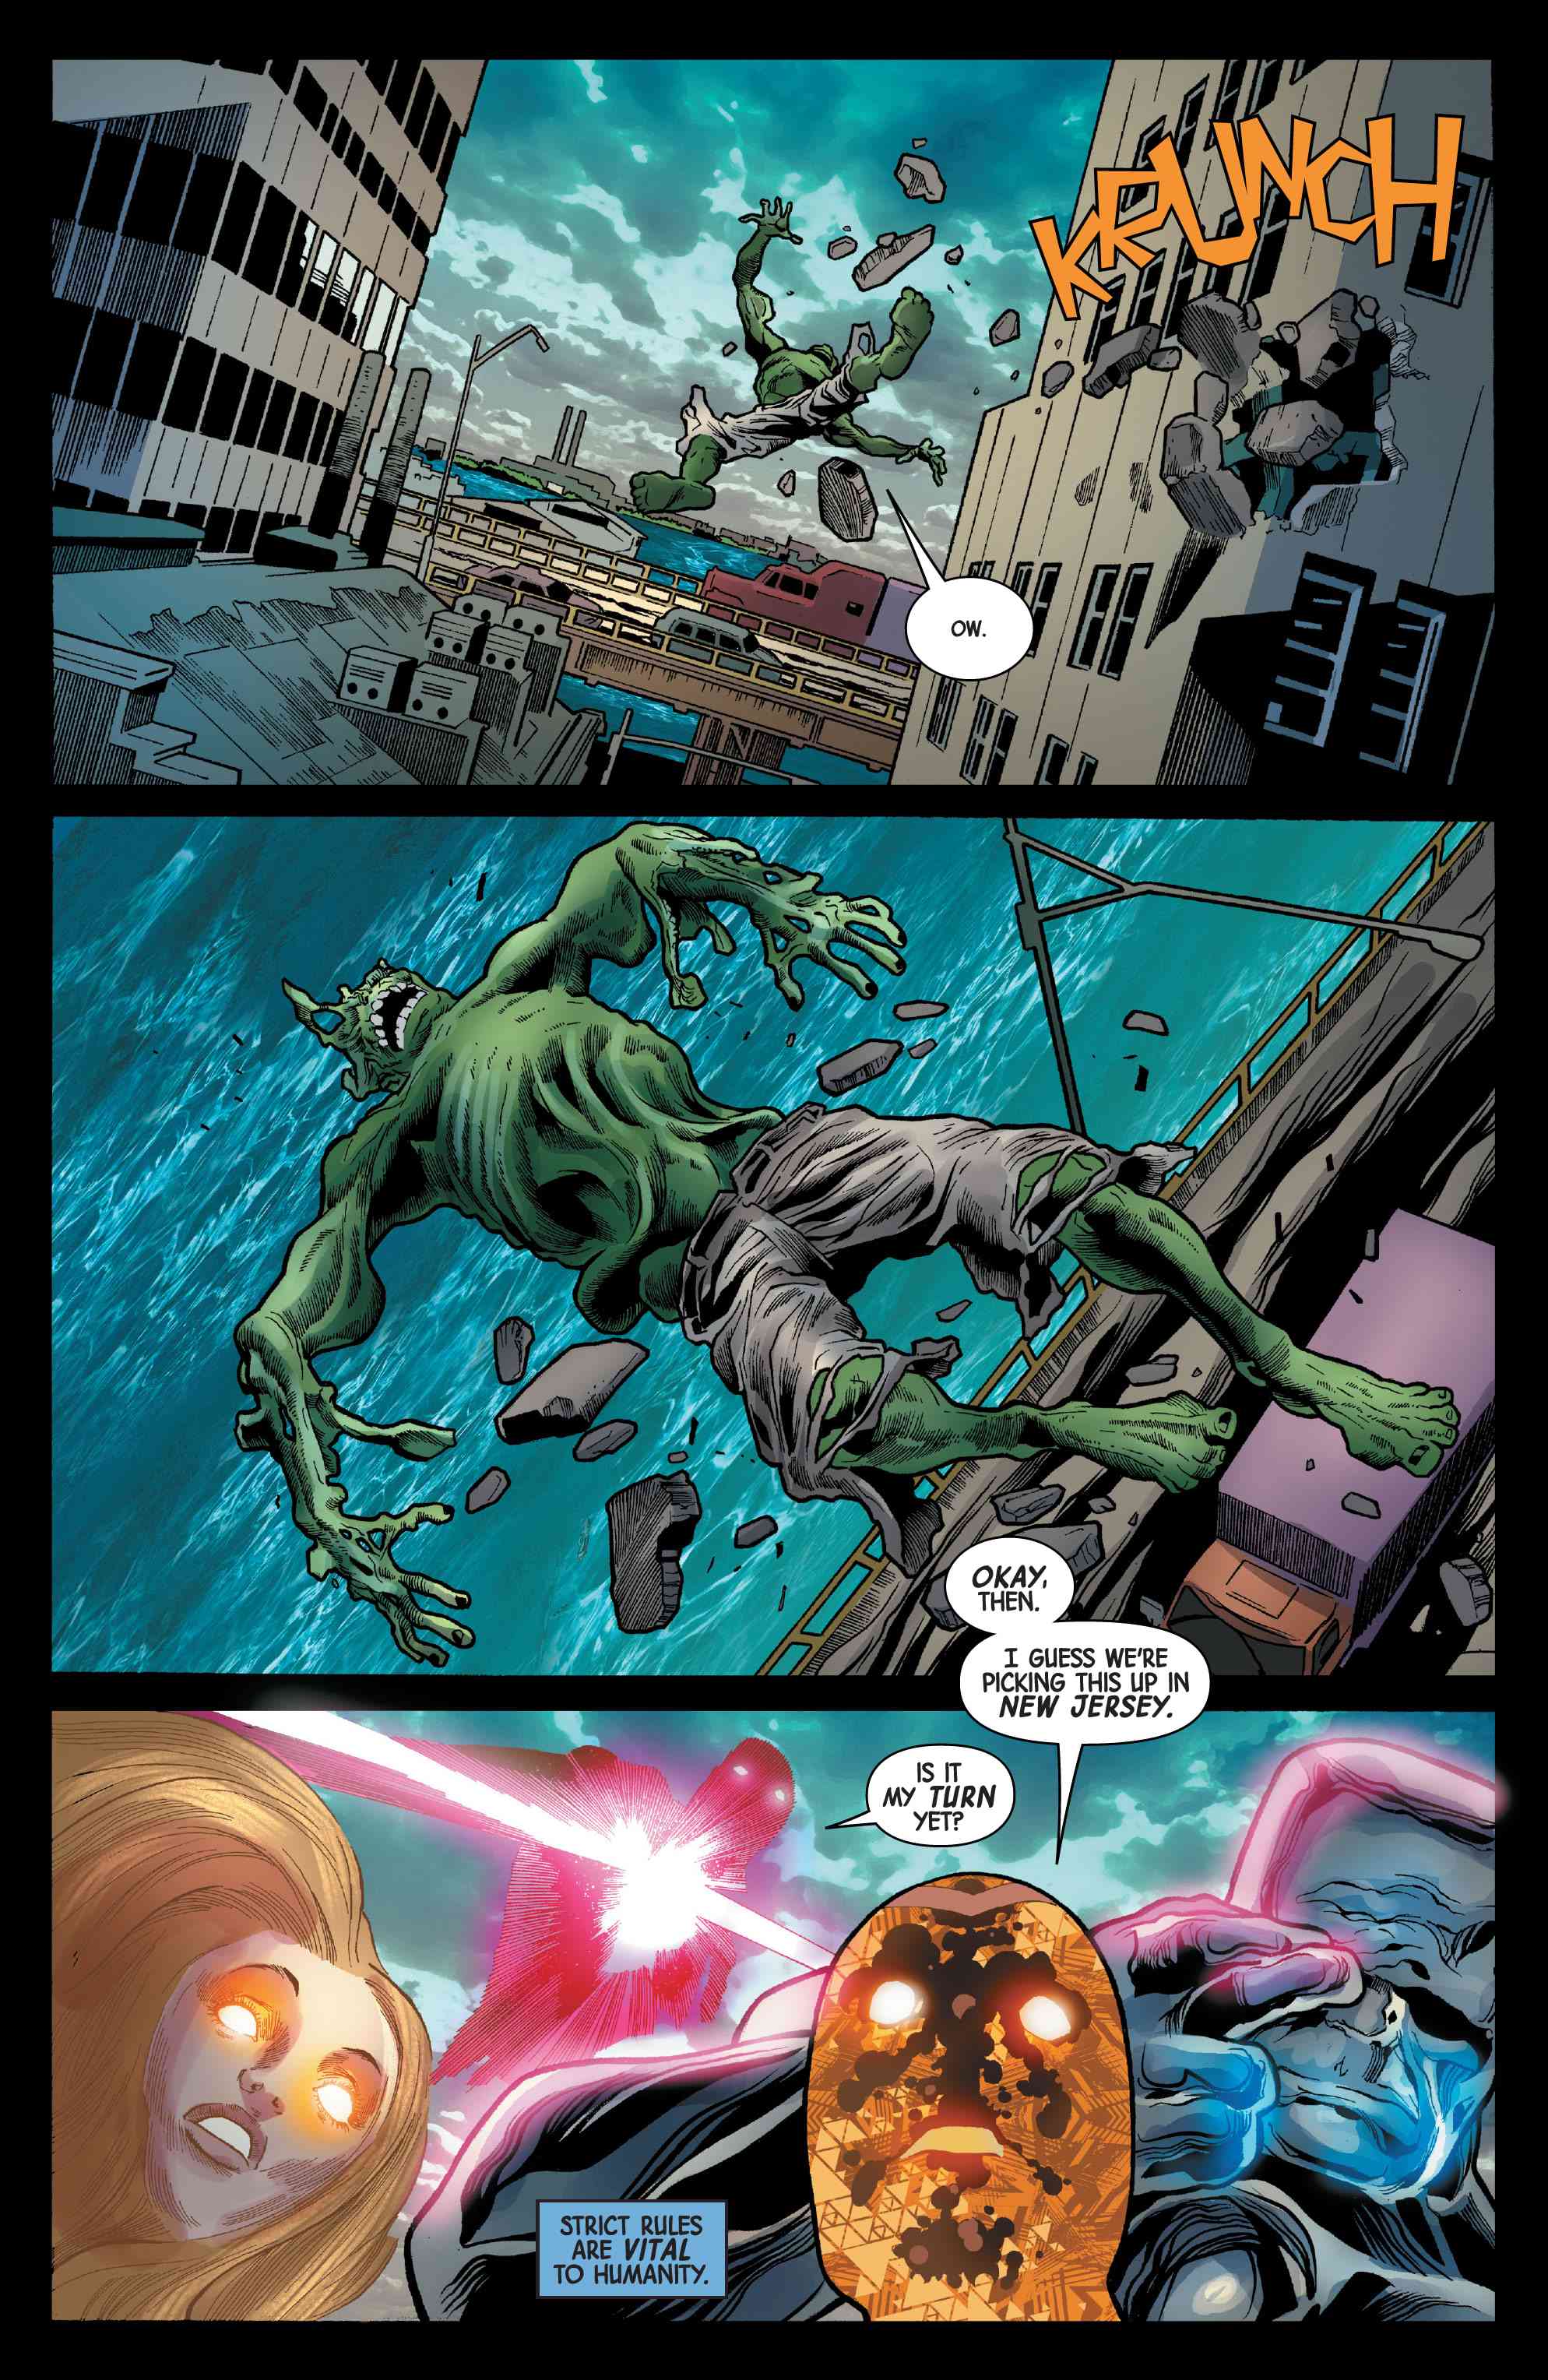 KRUNCH
OW.
OKAY,
THEN.
I GUESS WE'RE
PICKING THIS UP IN
NEW JERSEY.
IS IT
MY TURN
YET?
STRICT RULES
ARE VITAL
TO HUMANITY.